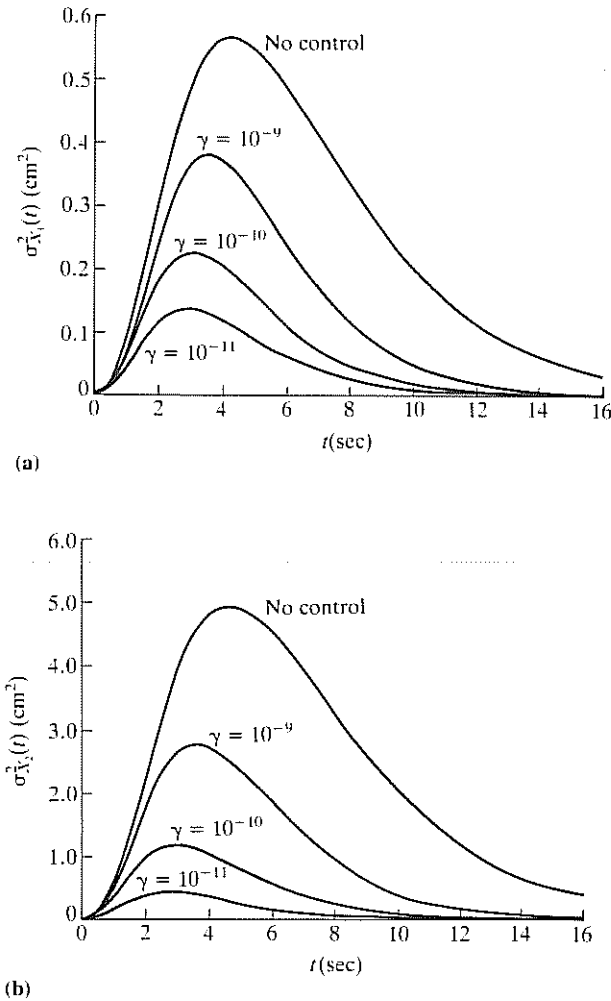 0.6
No control
0.5
γ = 10⁻⁹
0.4
σ²X₁(t) (cm²)
0.3
γ = 10⁻¹⁰
0.2
0.1
γ = 10⁻¹¹
0
0 2 4 6 8 10 12 14 16
t(sec)
(a)
6.0
5.0
No control
4.0
σ²X₂(t) (cm²)
3.0
γ = 10⁻⁹
2.0
γ = 10⁻¹⁰
1.0
γ = 10⁻¹¹
0
0 2 4 6 8 10 12 14 16
t(sec)
(b)